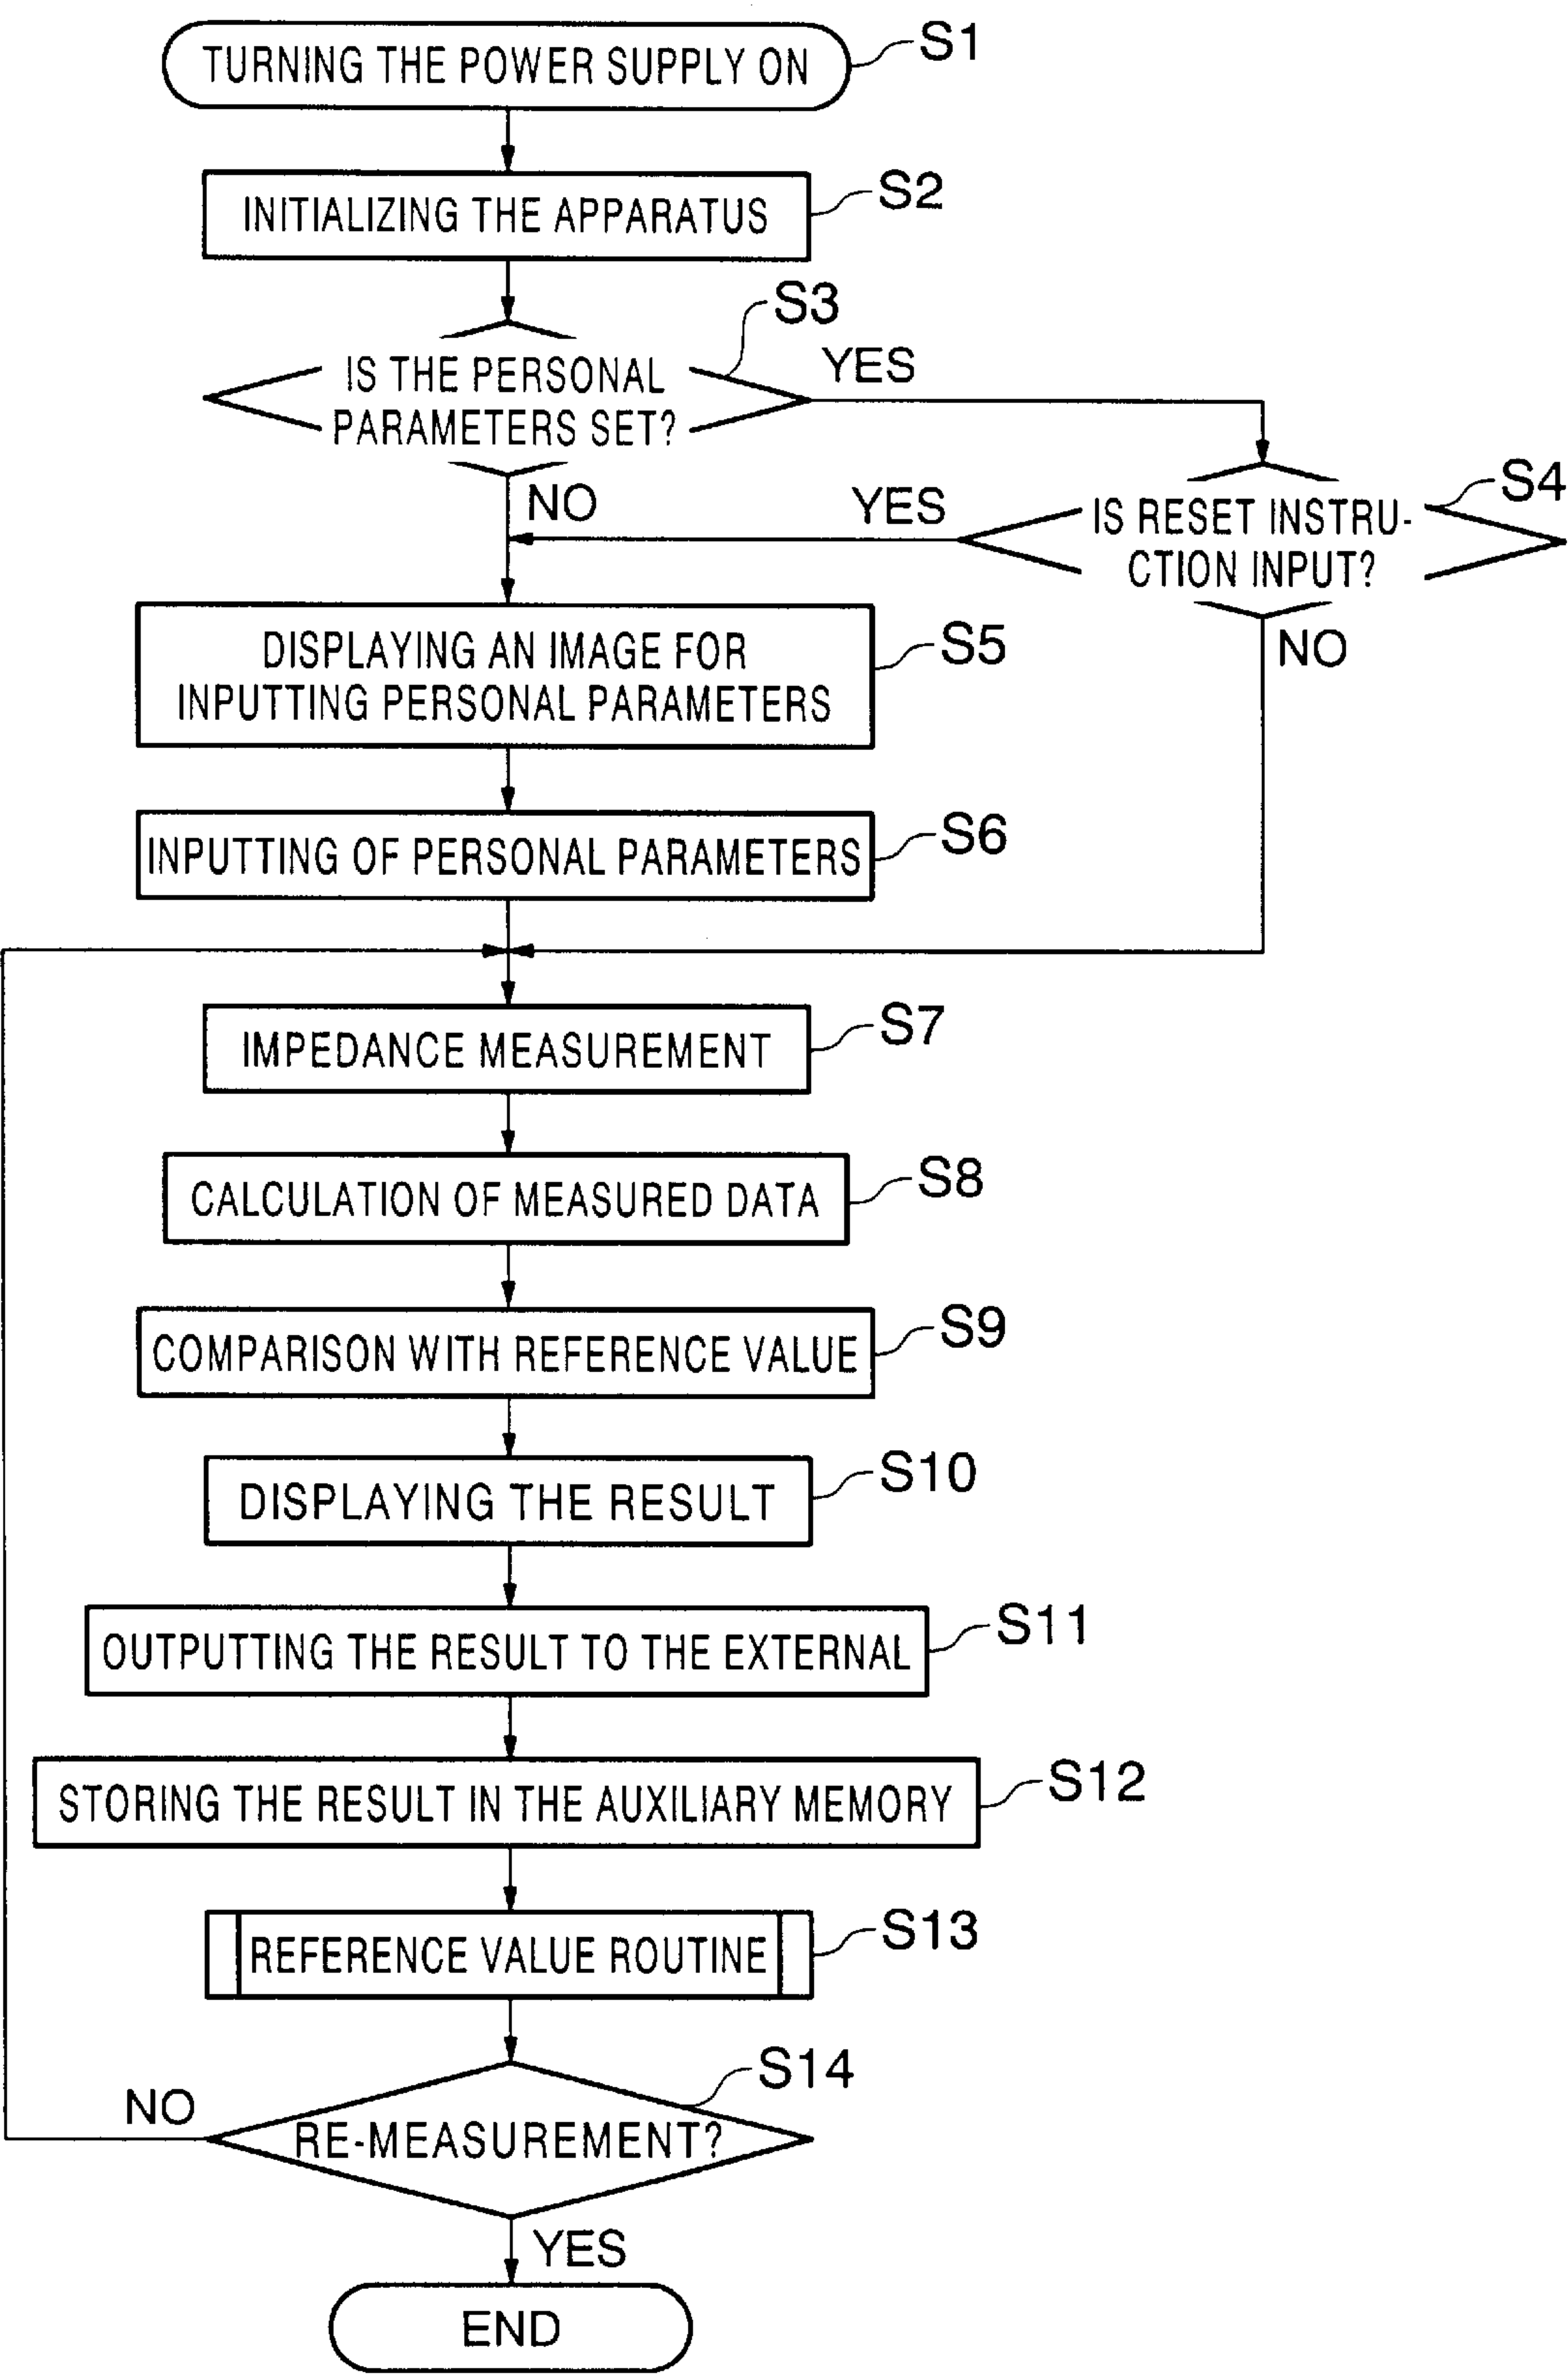 TURNING THE POWER SUPPLY ON
S1
INITIALIZING THE APPARATUS
S2
S3
IS THE PERSONAL
PARAMETERS SET?
YES
NO
S4
IS RESET INSTRU-
CTION INPUT?
YES
NO
DISPLAYING AN IMAGE FOR
INPUTTING PERSONAL PARAMETERS
S5
INPUTTING OF PERSONAL PARAMETERS
S6
IMPEDANCE MEASUREMENT
S7
CALCULATION OF MEASURED DATA
S8
COMPARISON WITH REFERENCE VALUE
S9
DISPLAYING THE RESULT
S10
OUTPUTTING THE RESULT TO THE EXTERNAL
S11
STORING THE RESULT IN THE AUXILIARY MEMORY
S12
REFERENCE VALUE ROUTINE
S13
S14
NO
RE-MEASUREMENT?
YES
END